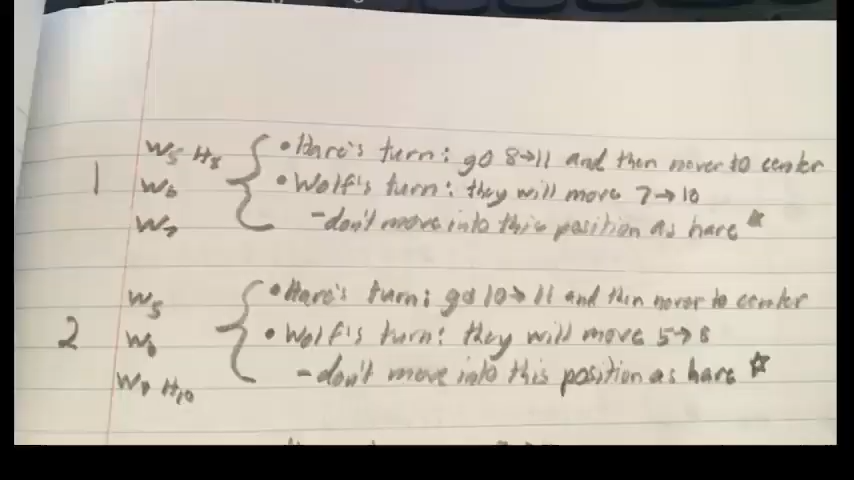 1
W5 H8
W6
W7
• Hare's turn: go 8→11 and then never to center
• Wolf's turn: they will move 7→10
- don't move into this position as hare ☆
2
W5
W6
W7 H10
• Hare's turn: go 10→11 and then never to center
• Wolf's turn: they will move 5→8
- don't move into this position as hare ☆